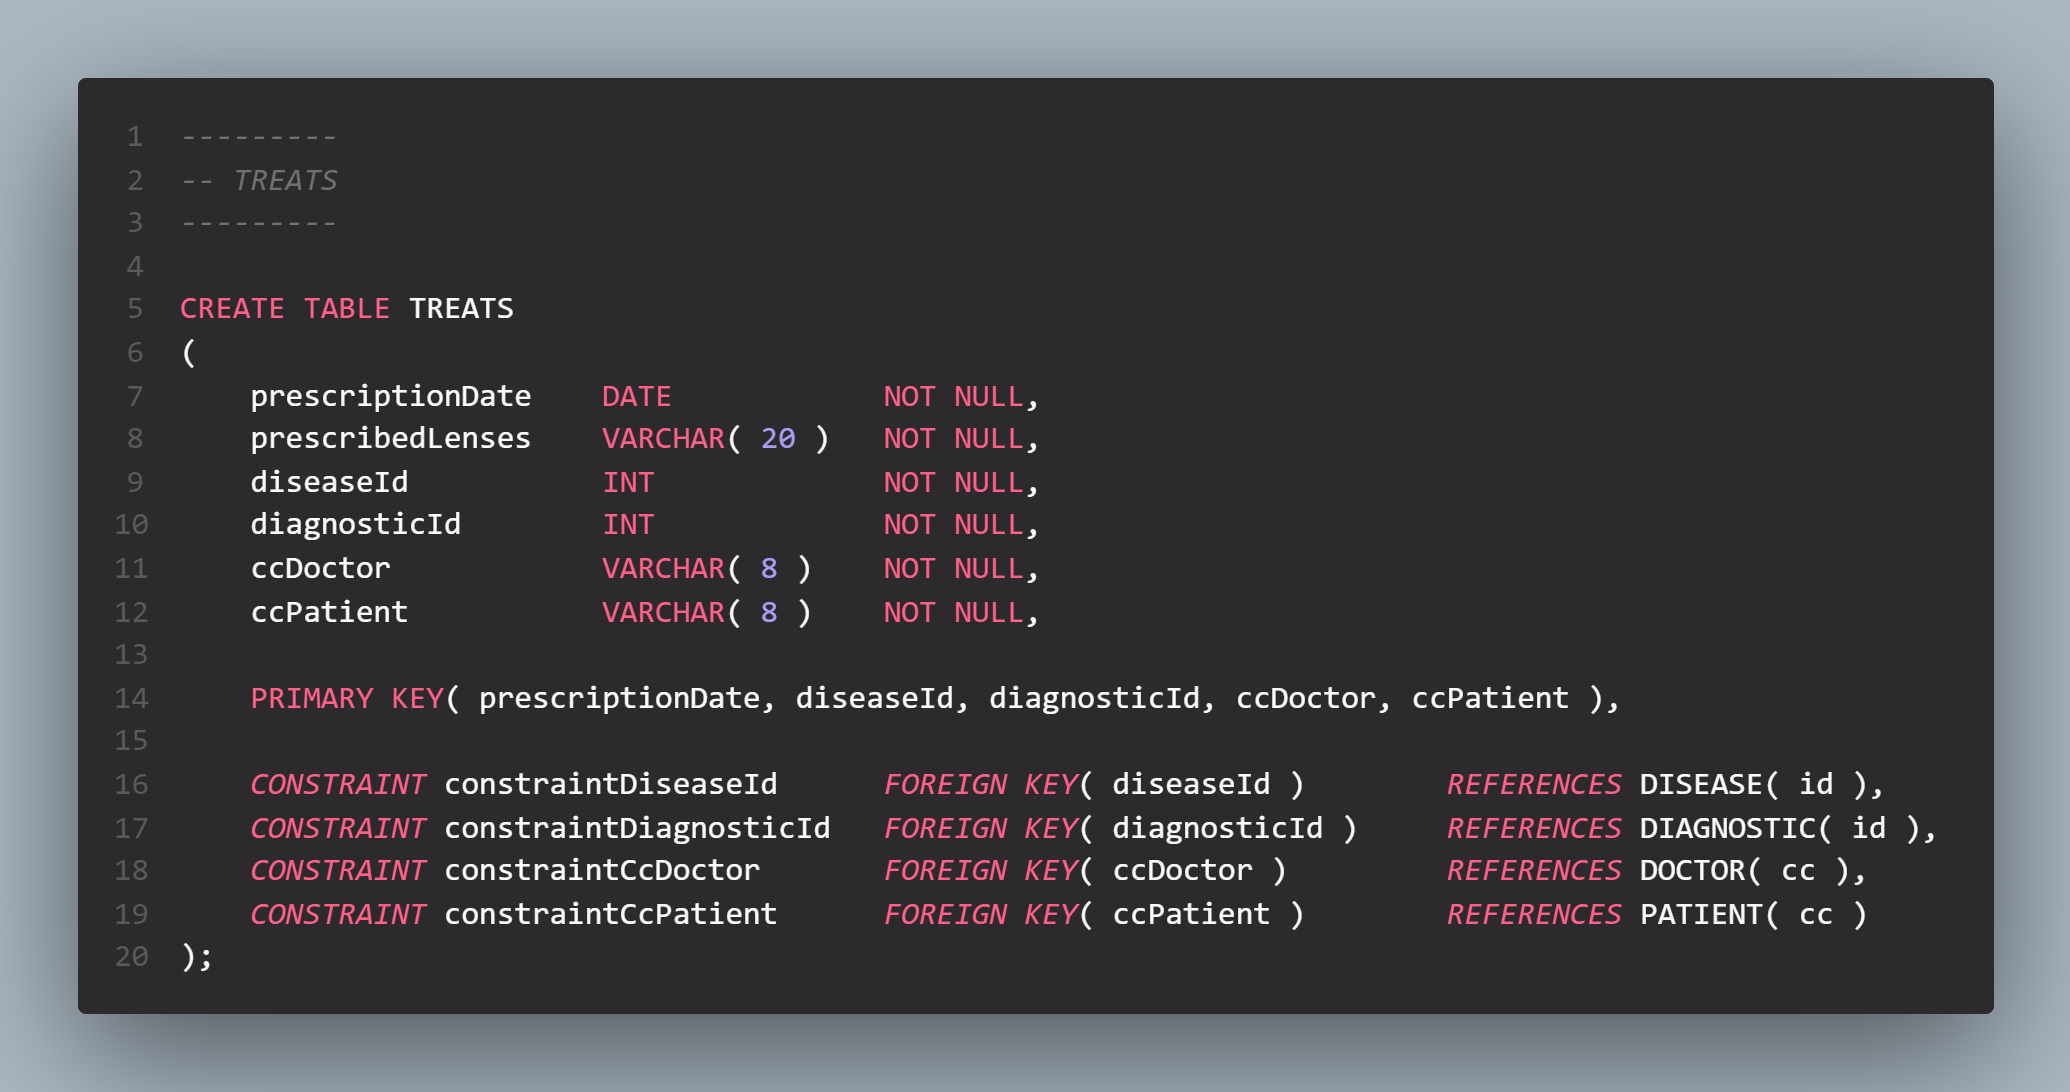 1 ---------
2 -- TREATS
3 ---------
4
5 CREATE TABLE TREATS
6 (
7     prescriptionDate    DATE            NOT NULL,
8     prescribedLenses    VARCHAR( 20 )   NOT NULL,
9     diseaseId           INT             NOT NULL,
10     diagnosticId        INT             NOT NULL,
11     ccDoctor            VARCHAR( 8 )    NOT NULL,
12     ccPatient           VARCHAR( 8 )    NOT NULL,
13
14     PRIMARY KEY( prescriptionDate, diseaseId, diagnosticId, ccDoctor, ccPatient ),
15
16     CONSTRAINT constraintDiseaseId      FOREIGN KEY( diseaseId )        REFERENCES DISEASE( id ),
17     CONSTRAINT constraintDiagnosticId   FOREIGN KEY( diagnosticId )     REFERENCES DIAGNOSTIC( id ),
18     CONSTRAINT constraintCcDoctor       FOREIGN KEY( ccDoctor )         REFERENCES DOCTOR( cc ),
19     CONSTRAINT constraintCcPatient      FOREIGN KEY( ccPatient )        REFERENCES PATIENT( cc )
20 );